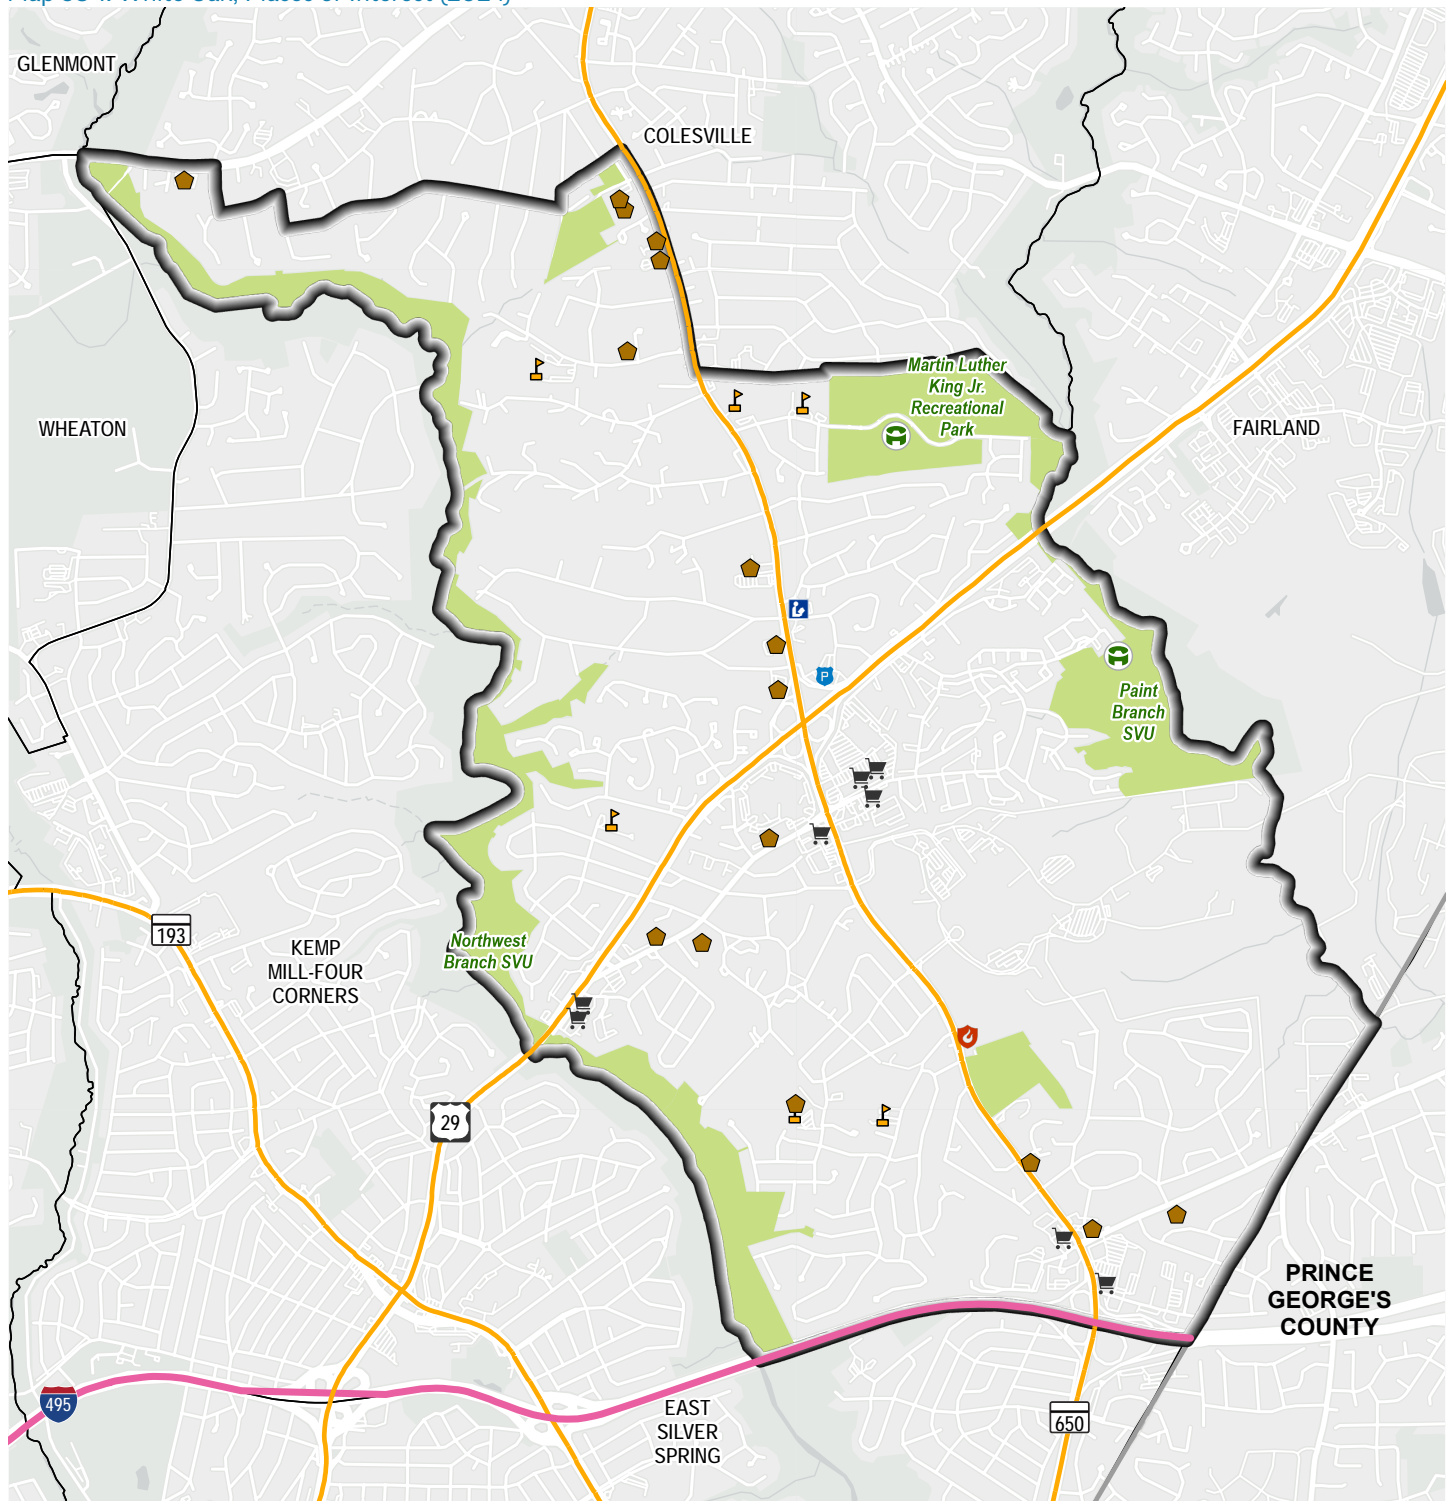 GLENMONT
COLESVILLE
Martin Luther
King Jr.
Recreational
Park
WHEATON
FAIRLAND
P
Paint
Branch
SVU
193
KEMP
MILL-FOUR
CORNERS
Northwest
Branch SVU
29
PRINCE
GEORGE'S
COUNTY
495
EAST
SILVER
SPRING
650